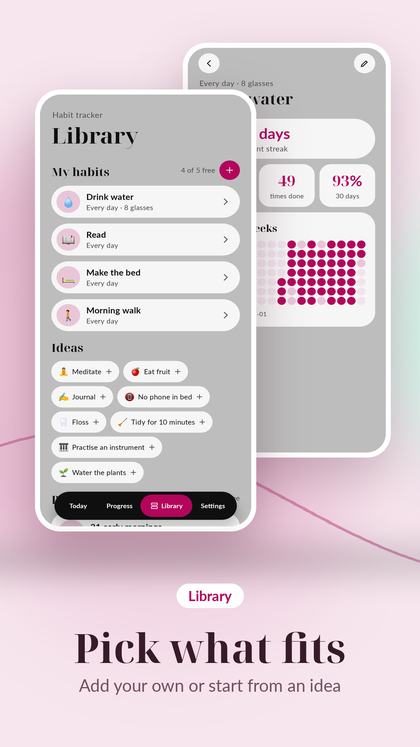 Every day · 8 glasses
water
days
nt streak
49
times done
93%
30 days
eeks
-01
Habit tracker
Library
My habits
4 of 5 free
Drink water
Every day · 8 glasses
Read
Every day
Make the bed
Every day
Morning walk
Every day
Ideas
Meditate
Eat fruit
Journal
No phone in bed
Floss
Tidy for 10 minutes
Practise an instrument
Water the plants
Today
Progress
Library
Settings
Library
Pick what fits
Add your own or start from an idea